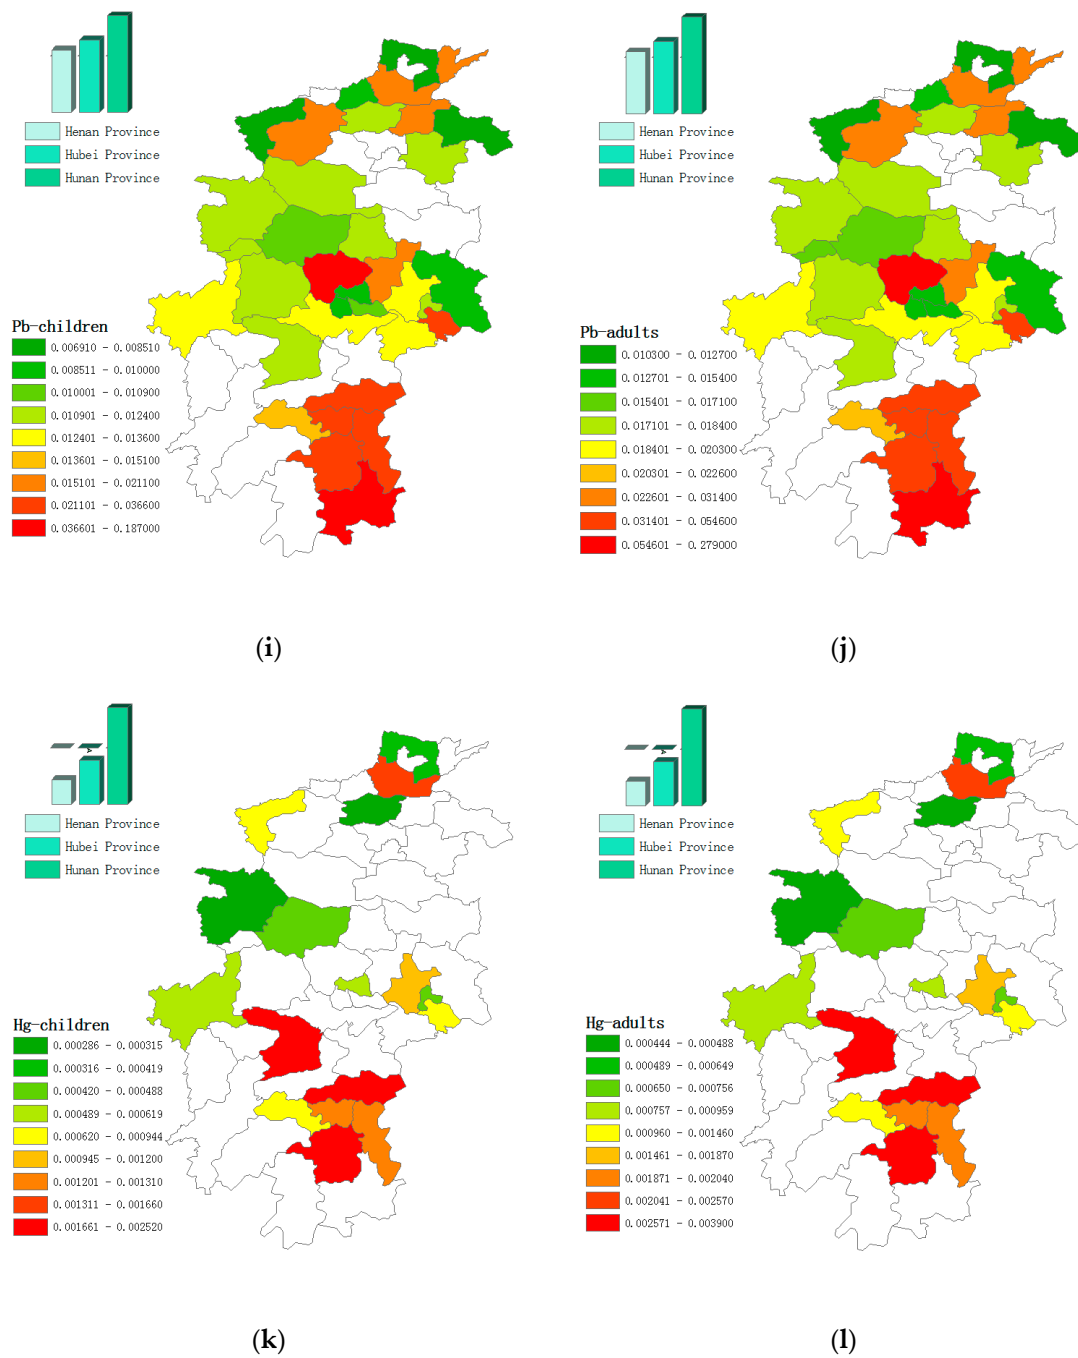 Henan Province
Hubei Province
Hunan Province
Pb-children
0.006910 - 0.008510
0.008511 - 0.010000
0.010001 - 0.010900
0.010901 - 0.012400
0.012401 - 0.013600
0.013601 - 0.015100
0.015101 - 0.021100
0.021101 - 0.036600
0.036601 - 0.187000
(i)
Henan Province
Hubei Province
Hunan Province
Pb-adults
0.010300 - 0.012700
0.012701 - 0.015400
0.015401 - 0.017100
0.017101 - 0.018400
0.018401 - 0.020300
0.020301 - 0.022600
0.022601 - 0.031400
0.031401 - 0.054600
0.054601 - 0.279000
(j)
Henan Province
Hubei Province
Hunan Province
Hg-children
0.000286 - 0.000315
0.000316 - 0.000419
0.000420 - 0.000488
0.000489 - 0.000619
0.000620 - 0.000944
0.000945 - 0.001200
0.001201 - 0.001310
0.001311 - 0.001660
0.001661 - 0.002520
(k)
Henan Province
Hubei Province
Hunan Province
Hg-adults
0.000444 - 0.000488
0.000489 - 0.000649
0.000650 - 0.000756
0.000757 - 0.000959
0.000960 - 0.001460
0.001461 - 0.001870
0.001871 - 0.002040
0.002041 - 0.002570
0.002571 - 0.003900
(l)